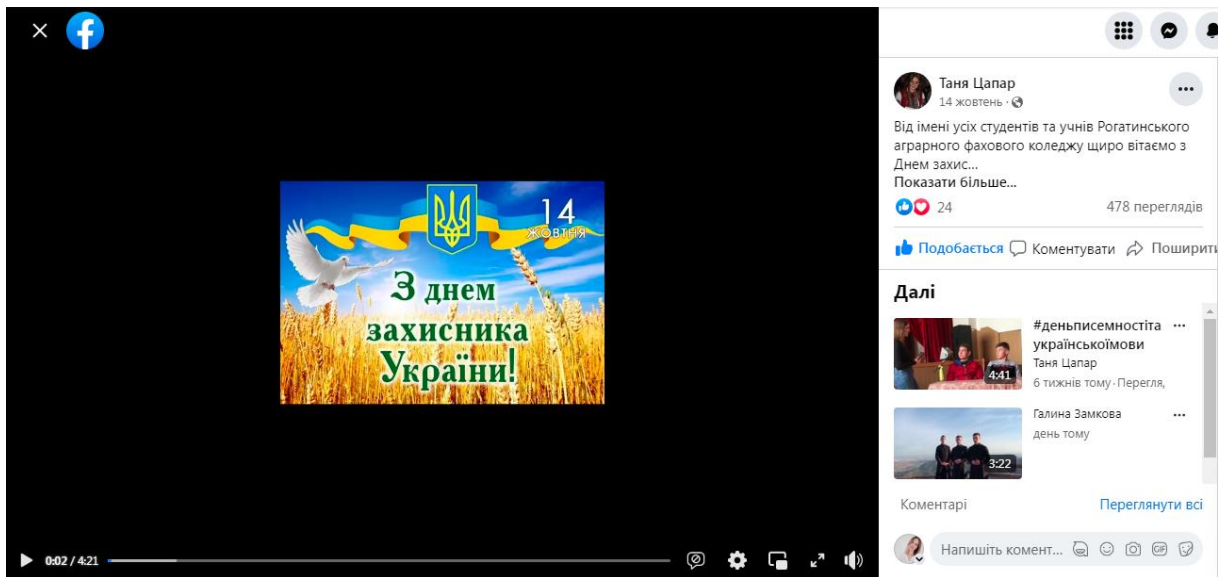 14
ЖОВТНЯ
З днем
захисника
України!
0:02 / 4:21
Таня Цапар
14 жовтень ·
Від імені усіх студентів та учнів Рогатинського
аграрного фахового коледжу щиро вітаємо з
Днем захис...
Показати більше...
24
478 переглядів
Подобається
Коментувати
Поширити
Далі
#деньписемностіта
українськоїмови
Таня Цапар
6 тижнів тому · Перегля,
4:41
Галина Замкова
день тому
3:22
Коментарі
Переглянути всі
Напишіть комент...
GIF